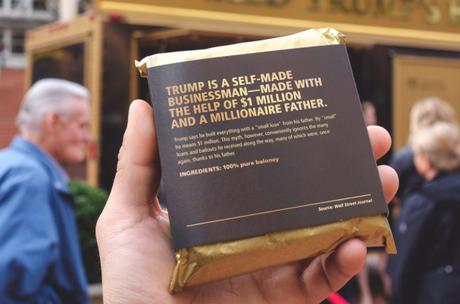 TRUMP'S
TRUMP IS A SELF-MADE
BUSINESSMAN—MADE WITH
THE HELP OF $1 MILLION
AND A MILLIONAIRE FATHER.
Trump says he built everything with a "small loan" from his father. By "small"
he means $1 million. This myth, however, conveniently ignores the many
loans and bailouts he received along the way, many of which were, once
again, thanks to his father.
INGREDIENTS: 100% pure baloney
Source: Wall Street Journal